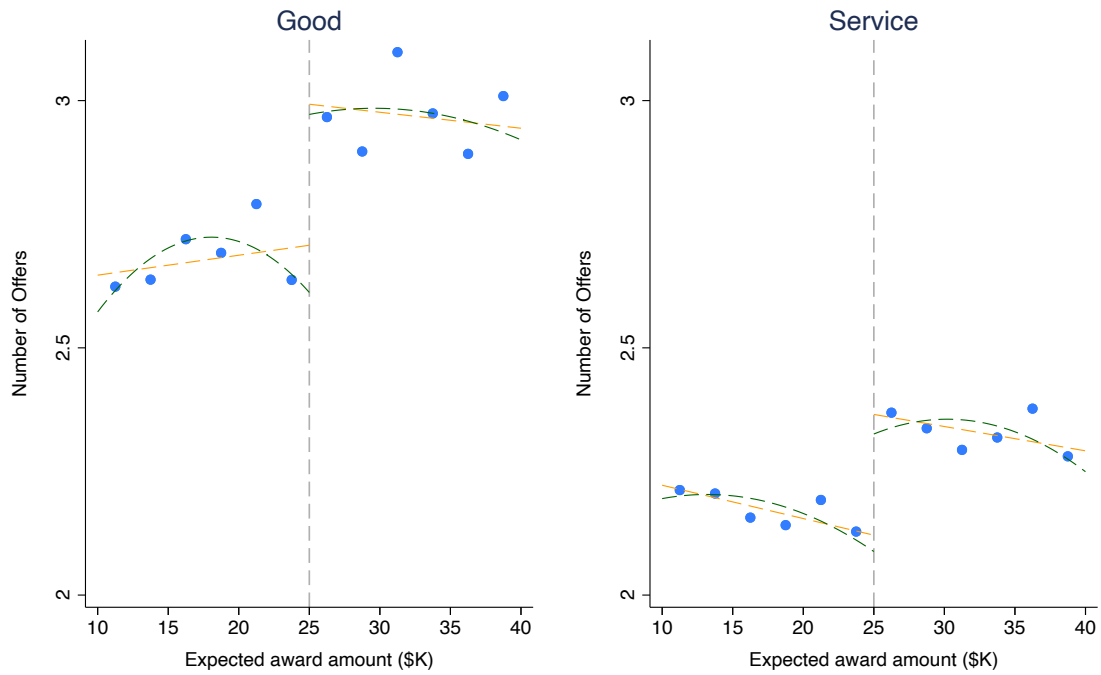 Good
Number of Offers
3
2.5
2
10 15 20 25 30 35 40
Expected award amount ($K)
Service
Number of Offers
3
2.5
2
10 15 20 25 30 35 40
Expected award amount ($K)